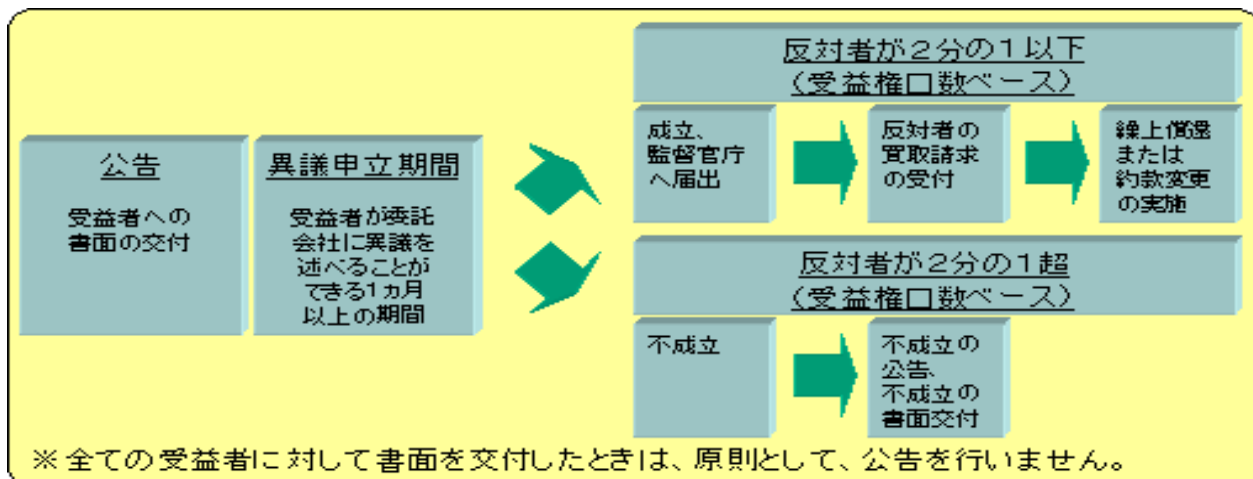 公告
受益者への
書面の交付
異議申立期間
受益者が委託
会社に異議を
述べることが
できる1ヵ月
以上の期間
反対者が2分の1以下
(受益権口数ベース)
成立、
監督官庁
へ届出
反対者の
買取請求
の受付
繰上償還
または
約款変更
の実施
反対者が2分の1超
(受益権口数ベース)
不成立
不成立の
公告、
不成立の
書面交付
※全ての受益者に対して書面を交付したときは、原則として、公告を行いません。